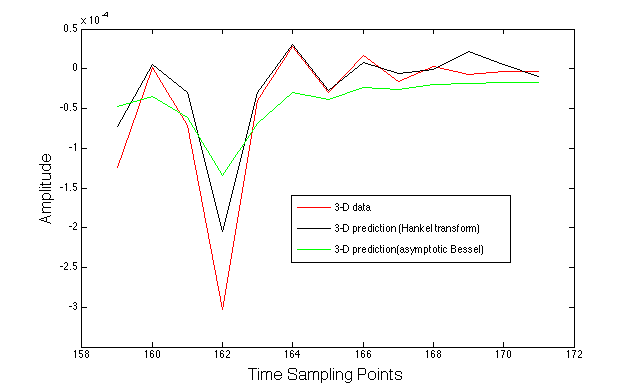 x 10^-4
0.5
0
-0.5
-1
-1.5
-2
-2.5
-3
158
160
162
164
166
168
170
172
Amplitude
Time Sampling Points
3-D data
3-D prediction (Hankel transform)
3-D prediction(asymptotic Bessel)